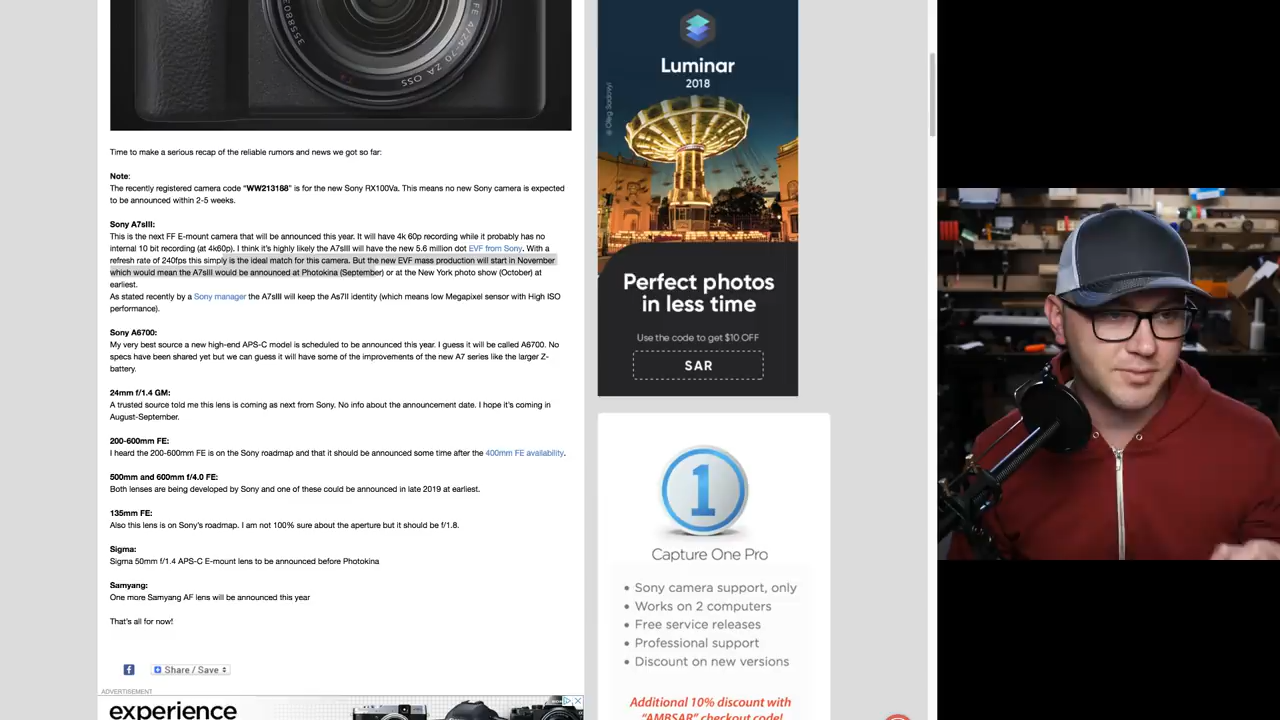 358803
FE 4/24-70 ZA OSS
Time to make a serious recap of the reliable rumors and news we got so far:
Note:
The recently registered camera code “WW213188” is for the new Sony RX100Va. This means no new Sony camera is expected
to be announced within 2-5 weeks.
Sony A7sIII:
This is the next FF E-mount camera that will be announced this year. It will have 4k 60p recording while it probably has no
internal 10 bit recording (at 4k60p). I think it’s highly likely the A7sIII will have the new 5.6 million dot EVF from Sony. With a
refresh rate of 240fps this simply is the ideal match for this camera. But the new EVF mass production will start in November
which would mean the A7sIII would be announced at Photokina (September) or at the New York photo show (October) at
earliest.
As stated recently by a Sony manager the A7sIII will keep the As7II identity (which means low Megapixel sensor with High ISO
performance).
Sony A6700:
My very best source a new high-end APS-C model is scheduled to be announced this year. I guess it will be called A6700. No
specs have been shared yet but we can guess it will have some of the improvements of the new A7 series like the larger Z-
battery.
24mm f/1.4 GM:
A trusted source told me this lens is coming as next from Sony. No info about the announcement date. I hope it’s coming in
August-September.
200-600mm FE:
I heard the 200-600mm FE is on the Sony roadmap and that it should be announced some time after the 400mm FE availability.
500mm and 600mm f/4.0 FE:
Both lenses are being developed by Sony and one of these could be announced in late 2019 at earliest.
135mm FE:
Also this lens is on Sony’s roadmap. I am not 100% sure about the aperture but it should be f/1.8.
Sigma:
Sigma 50mm f/1.4 APS-C E-mount lens to be announced before Photokina
Samyang:
One more Samyang AF lens will be announced this year
That’s all for now!
Share / Save
ADVERTISEMENT
experience
Luminar
2018
© Oleg Sadovyi
Perfect photos
in less time
Use the code to get $10 OFF
SAR
1
Capture One Pro
• Sony camera support, only
• Works on 2 computers
• Free service releases
• Professional support
• Discount on new versions
Additional 10% discount with
“AMBSAR” checkout code!